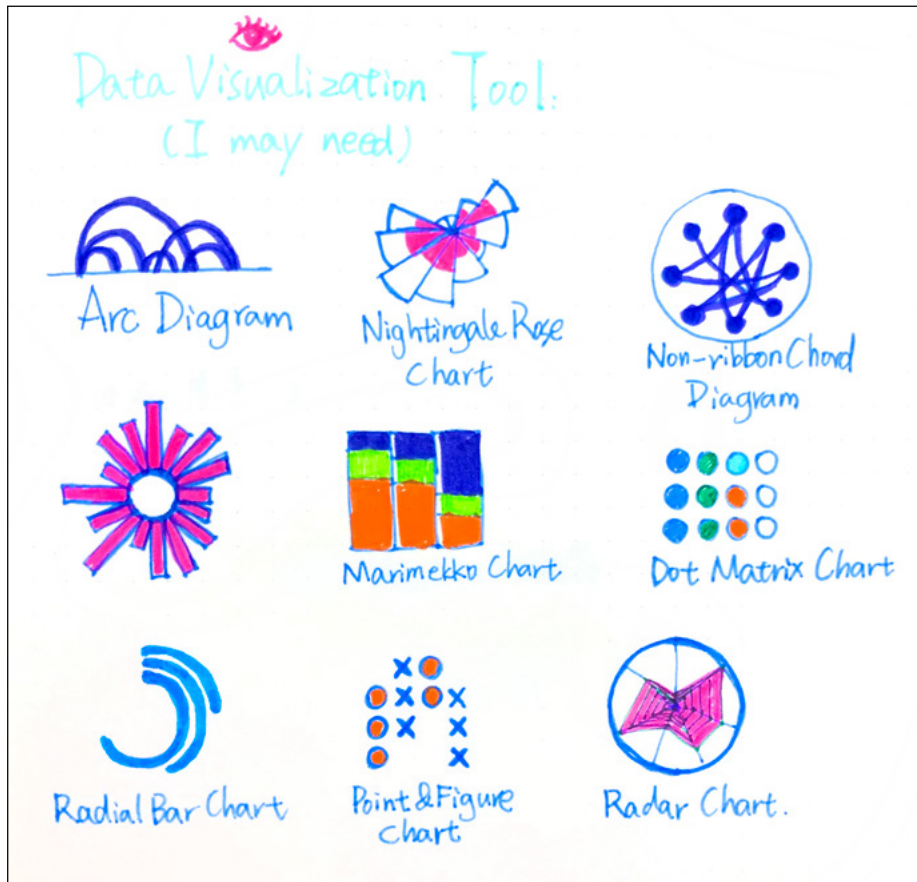 Data Visualization Tool:
(I may need)
Arc Diagram
Nightingale Rose
Chart
Non-ribbon Chord
Diagram
Marimekko Chart
Dot Matrix Chart
Radial Bar Chart
Point & Figure
Chart
Radar Chart.